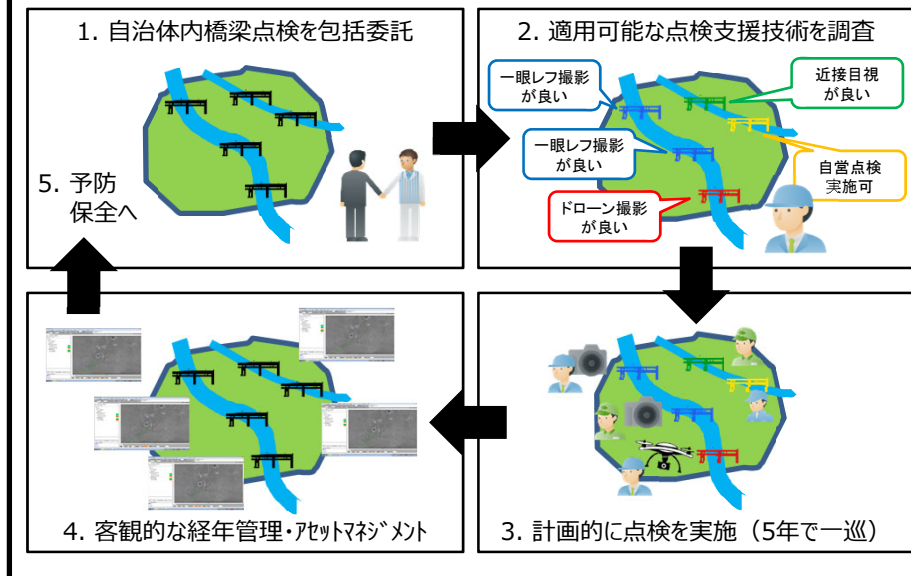 1. 自治体内橋梁点検を包括委託
2. 適用可能な点検支援技術を調査
一眼レフ撮影
が良い
近接目視
が良い
一眼レフ撮影
が良い
自営点検
実施可
ドローン撮影
が良い
5. 予防
保全へ
4. 客観的な経年管理・ｱｾｯﾄﾏﾈｼﾞﾒﾝﾄ
3. 計画的に点検を実施（5年で一巡）